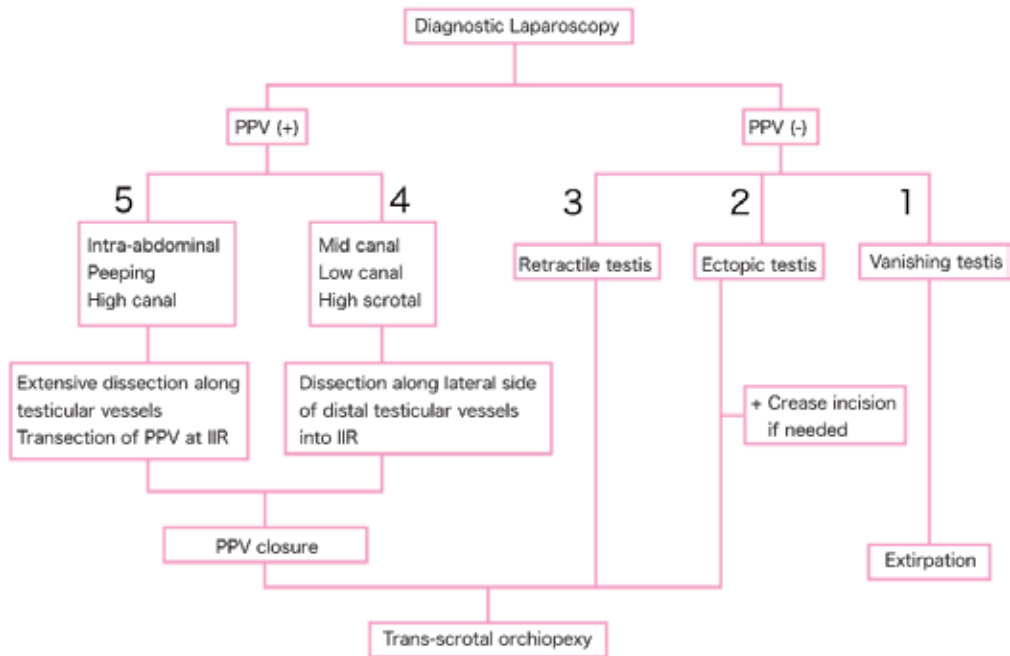 Diagnostic Laparoscopy
PPV (+)
PPV (-)
5
4
3
2
1
Intra-abdominal
Peeping
High canal
Mid canal
Low canal
High scrotal
Retractile testis
Ectopic testis
Vanishing testis
Extensive dissection along
testicular vessels
Transection of PPV at IIR
Dissection along lateral side
of distal testicular vessels
into IIR
+ Crease incision
if needed
PPV closure
Extirpation
Trans-scrotal orchiopexy